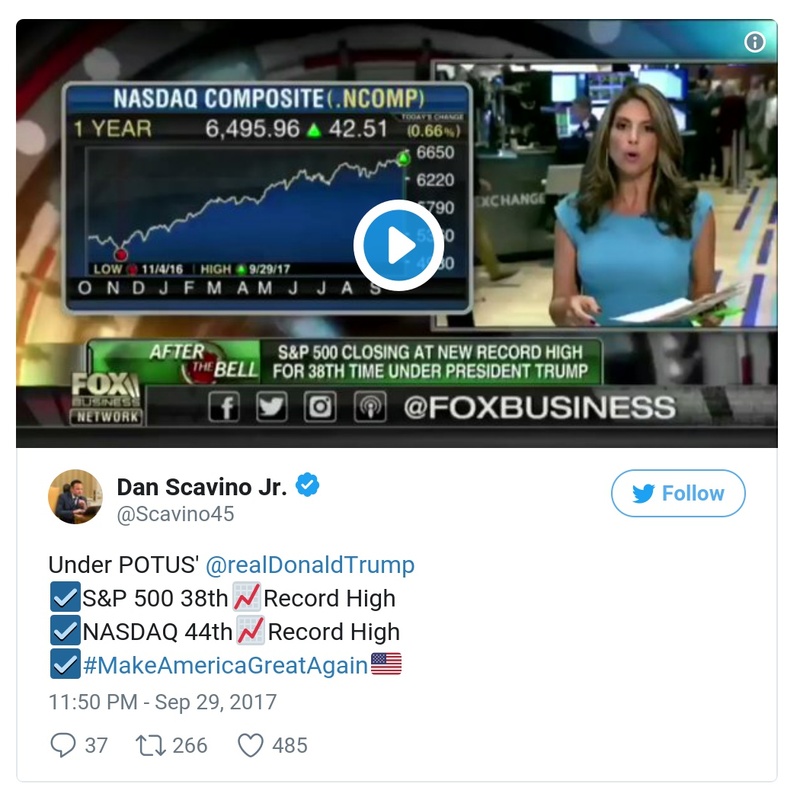 NASDAQ COMPOSITE(.NCOMP)
TODAY'S CHANGE
1 YEAR 6,495.96 42.51 (0.66%)
6650
6220
5790
LOW 11/4/16 HIGH 9/29/17
O N D J F M A M J J A S
EXCHANGE
AFTER THE BELL
S&P 500 CLOSING AT NEW RECORD HIGH
FOR 38TH TIME UNDER PRESIDENT TRUMP
FOX
BUSINESS
NETWORK
@FOXBUSINESS
Dan Scavino Jr.
@Scavino45
Follow
Under POTUS' @realDonaldTrump
☑S&P 500 38th📈Record High
☑NASDAQ 44th📈Record High
☑#MakeAmericaGreatAgain🇺🇸
11:50 PM - Sep 29, 2017
37 266 485